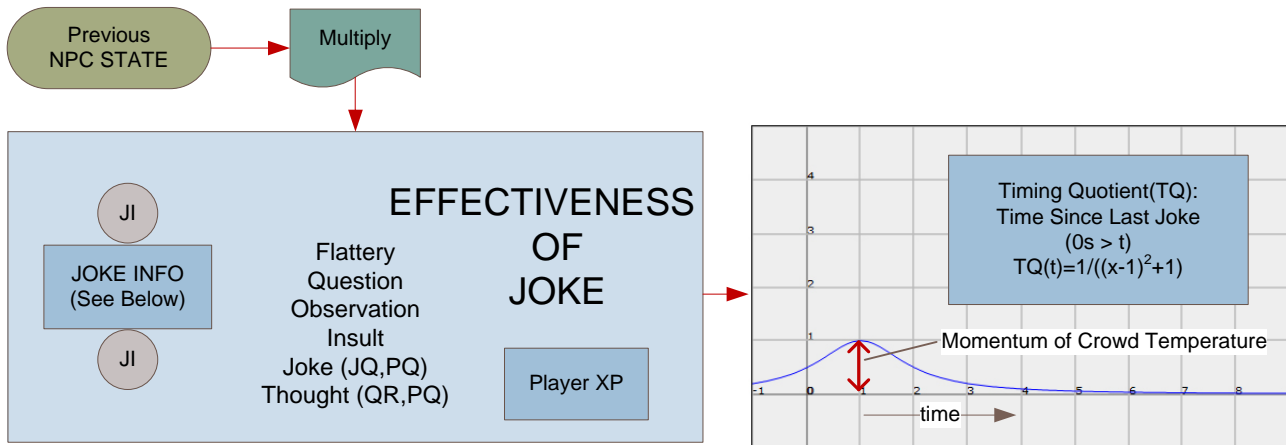 Previous
NPC STATE
Multiply
JI
JOKE INFO
(See Below)
JI
EFFECTIVENESS
OF
JOKE
Flattery
Question
Observation
Insult
Joke (JQ,PQ)
Thought (QR,PQ)
Player XP
Timing Quotient(TQ):
Time Since Last Joke
(0s > t)
TQ(t)=1/((x-1)²+1)
Momentum of Crowd Temperature
time
4
3
2
1
0
-1 0 1 2 3 4 5 6 7 8